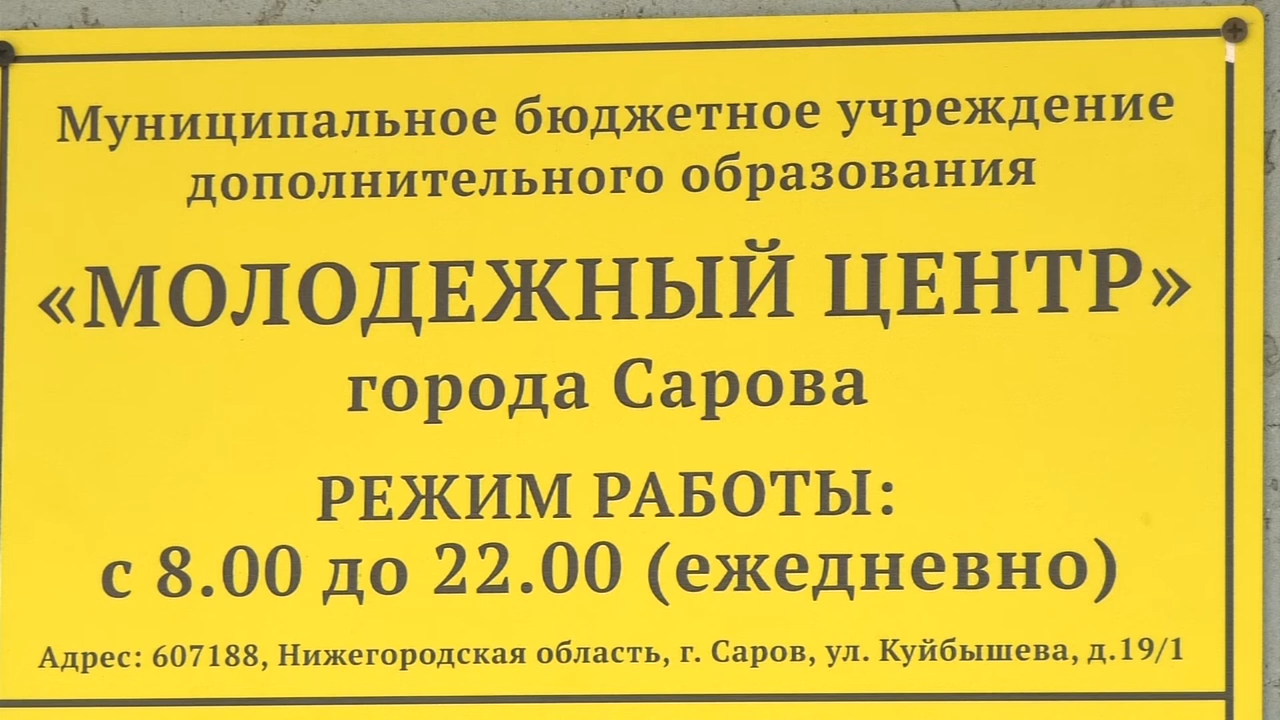 Муниципальное бюджетное учреждение
дополнительного образования
«МОЛОДЕЖНЫЙ ЦЕНТР»
города Сарова
РЕЖИМ РАБОТЫ:
с 8.00 до 22.00 (ежедневно)
Адрес: 607188, Нижегородская область, г. Саров, ул. Куйбышева, д.19/1